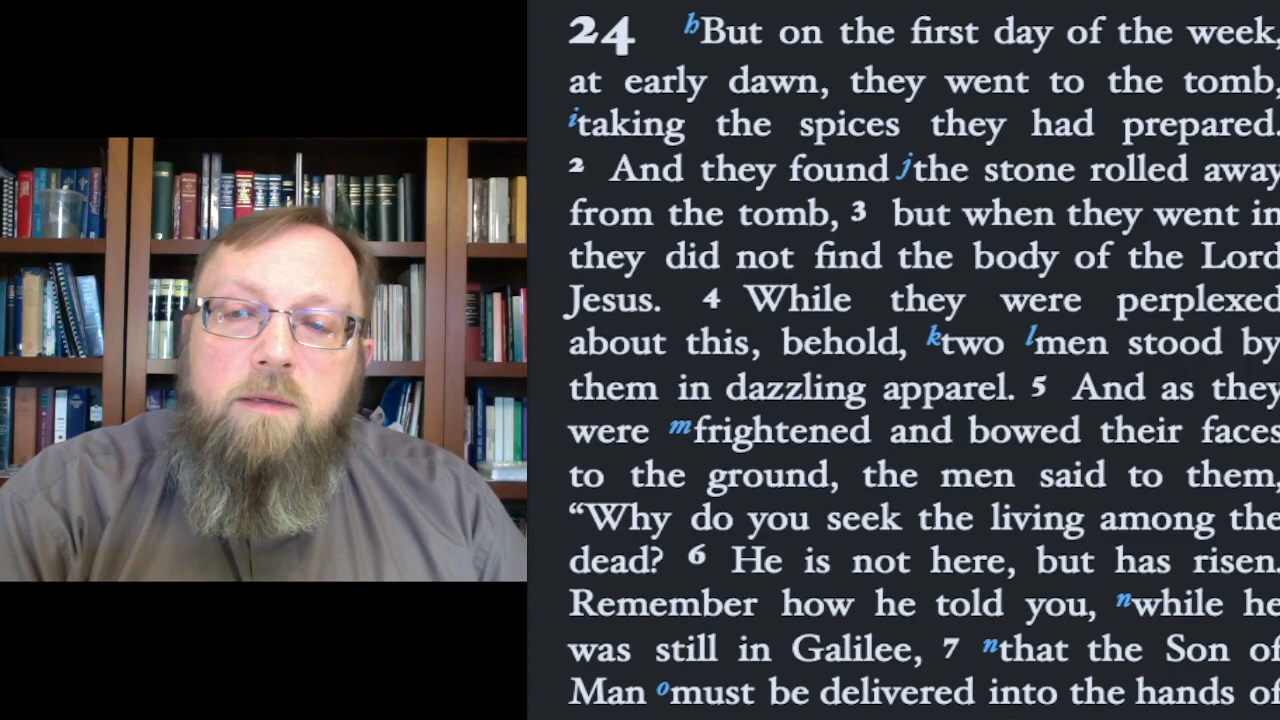 24 hBut on the first day of the week,
at early dawn, they went to the tomb,
itaking the spices they had prepared.
2 And they found jthe stone rolled away
from the tomb, 3 but when they went in
they did not find the body of the Lord
Jesus. 4 While they were perplexed
about this, behold, ktwo lmen stood by
them in dazzling apparel. 5 And as they
were mfrightened and bowed their faces
to the ground, the men said to them,
“Why do you seek the living among the
dead? 6 He is not here, but has risen.
Remember how he told you, nwhile he
was still in Galilee, 7 nthat the Son of
Man omust be delivered into the hands of